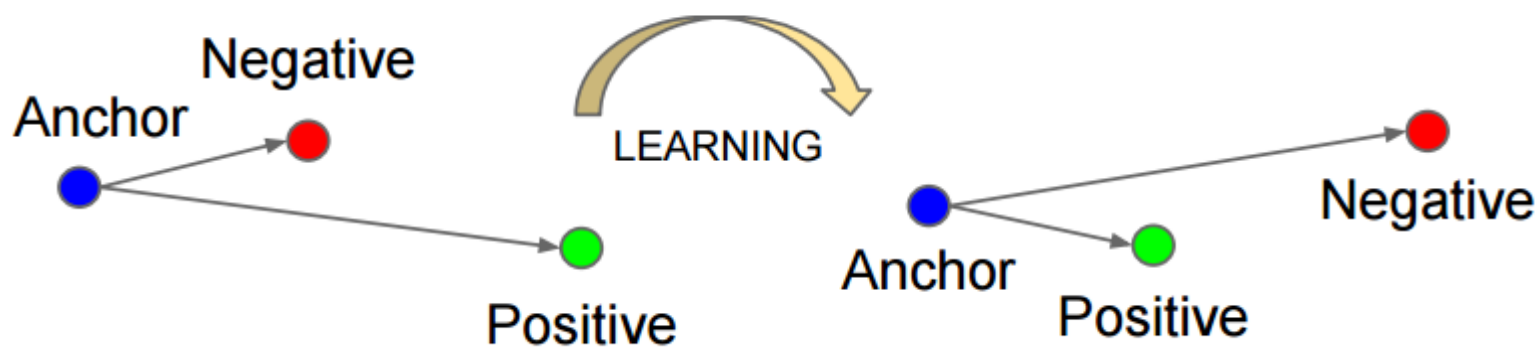 Negative
Anchor
Positive
LEARNING
Negative
Anchor
Positive